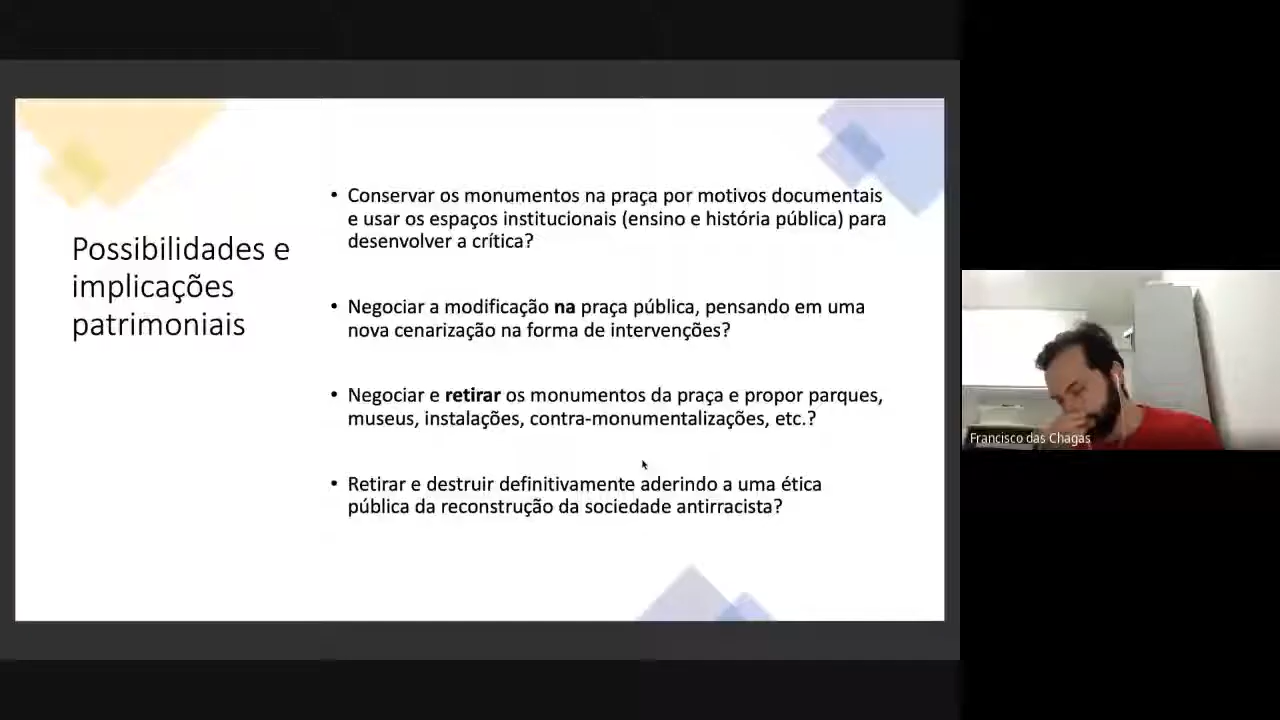 Possibilidades e
implicações
patrimoniais
• Conservar os monumentos na praça por motivos documentais
e usar os espaços institucionais (ensino e história pública) para
desenvolver a crítica?
• Negociar a modificação na praça pública, pensando em uma
nova cenarização na forma de intervenções?
• Negociar e retirar os monumentos da praça e propor parques,
museus, instalações, contra-monumentalizações, etc.?
• Retirar e destruir definitivamente aderindo a uma ética
pública da reconstrução da sociedade antirracista?
Francisco das Chagas